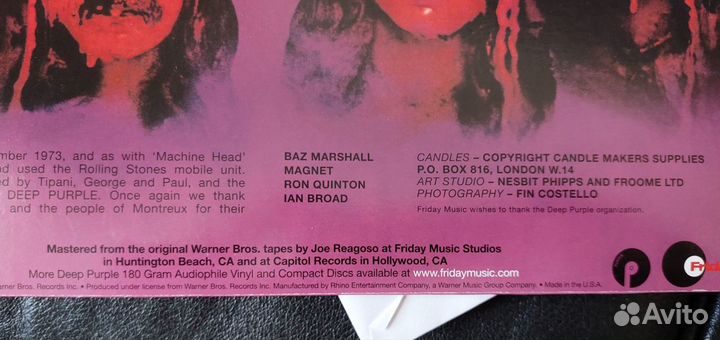 mber 1973, and as with 'Machine Head'
d used the Rolling Stones mobile unit.
ed by Tipani, George and Paul, and the
DEEP PURPLE. Once again we thank
and the people of Montreux for their
BAZ MARSHALL
MAGNET
RON QUINTON
IAN BROAD
CANDLES – COPYRIGHT CANDLE MAKERS SUPPLIES
P.O. BOX 816, LONDON W.14
ART STUDIO – NESBIT PHIPPS AND FROOME LTD
PHOTOGRAPHY – FIN COSTELLO
Friday Music wishes to thank the Deep Purple organization.
Mastered from the original Warner Bros. tapes by Joe Reagoso at Friday Music Studios
in Huntington Beach, CA and at Capitol Records in Hollywood, CA
More Deep Purple 180 Gram Audiophile Vinyl and Compact Discs available at www.fridaymusic.com
arner Bros. Records Inc. • Produced under license from Warner Bros. Records Inc. Manufactured by Rhino Entertainment Company, a Warner Music Group Company. • Made in the U.S.A.
Frida
Avito